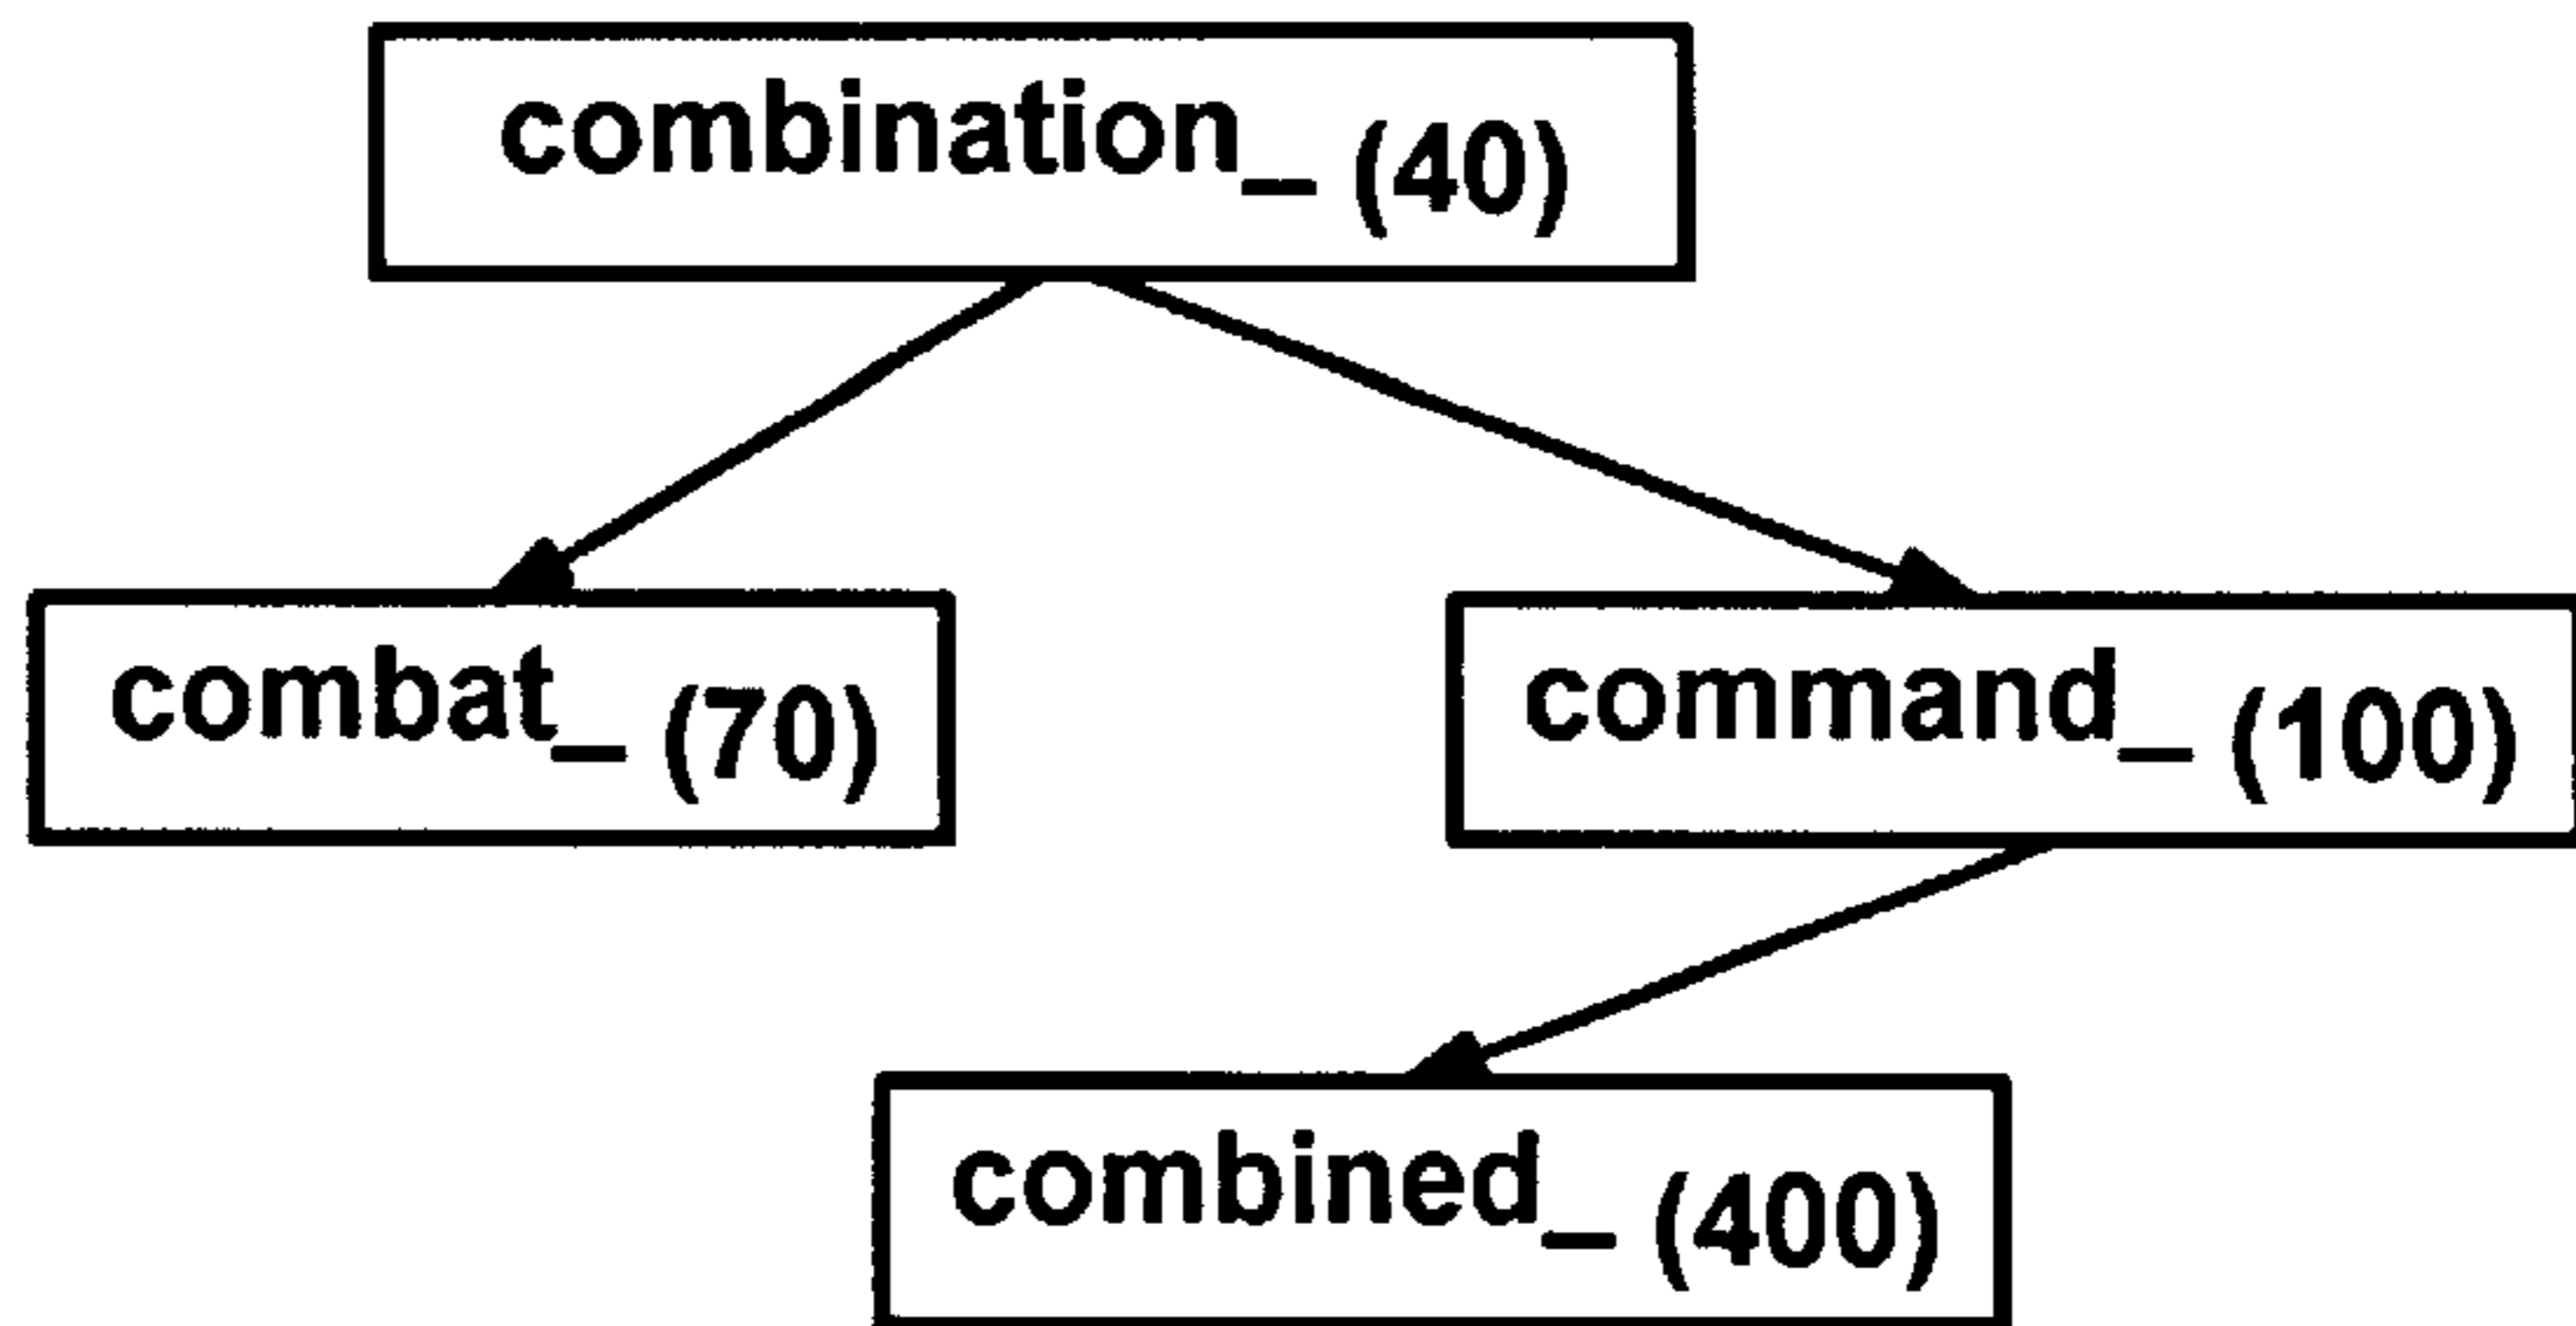 combination_ (40)
combat_ (70)
command_ (100)
combined_ (400)